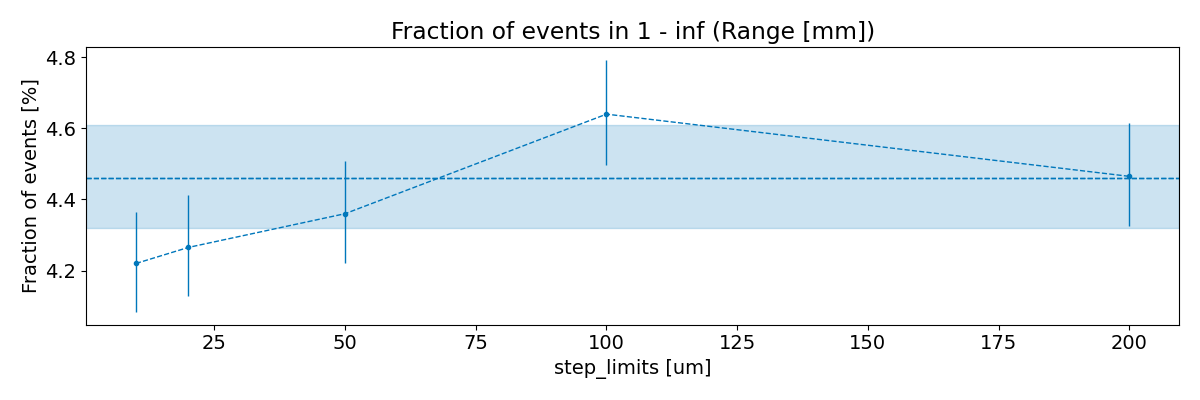 Fraction of events in 1 - inf (Range [mm])
Fraction of events [%]
4.8
4.6
4.4
4.2
25 50 75 100 125 150 175 200
step_limits [um]